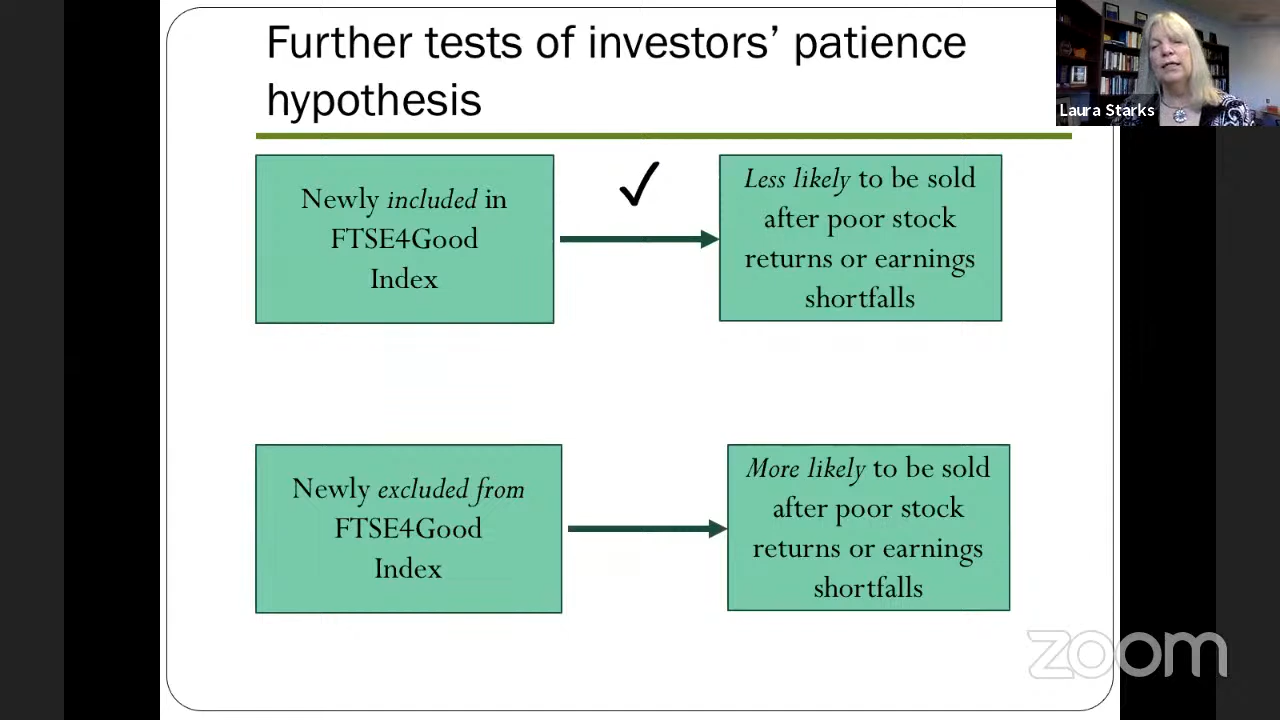 Further tests of investors’ patience
hypothesis
Laura Starks
Newly included in
FTSE4Good
Index
✓
Less likely to be sold
after poor stock
returns or earnings
shortfalls
Newly excluded from
FTSE4Good
Index
More likely to be sold
after poor stock
returns or earnings
shortfalls
zoom